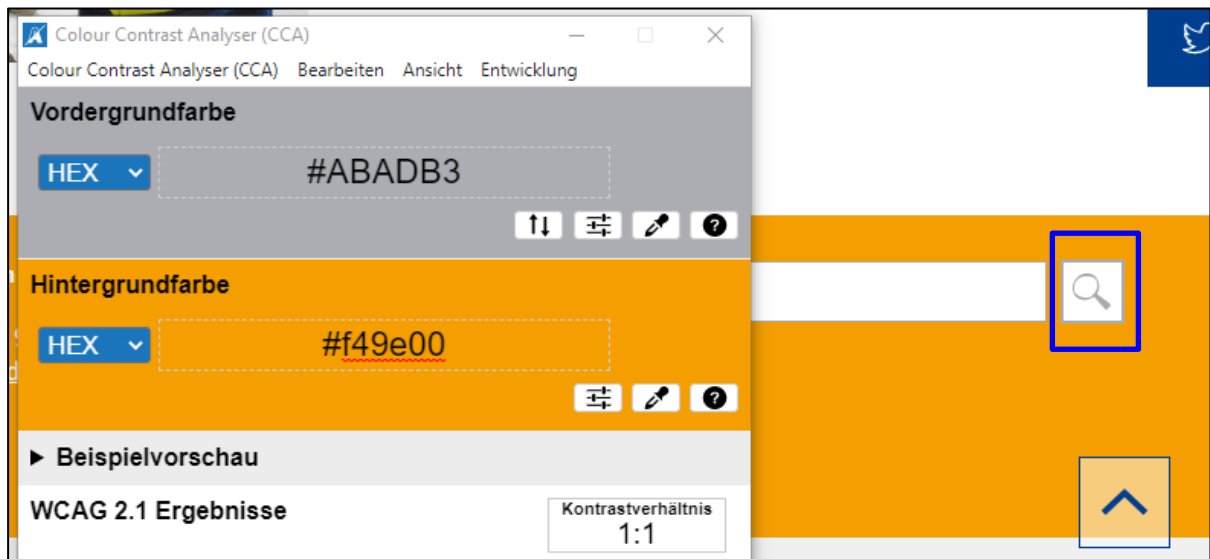 Colour Contrast Analyser (CCA)
Colour Contrast Analyser (CCA) Bearbeiten Ansicht Entwicklung
Vordergrundfarbe
HEX #ABADB3
Hintergrundfarbe
HEX #f49e00
Beispielvorschau
WCAG 2.1 Ergebnisse
Kontrastverhältnis
1:1